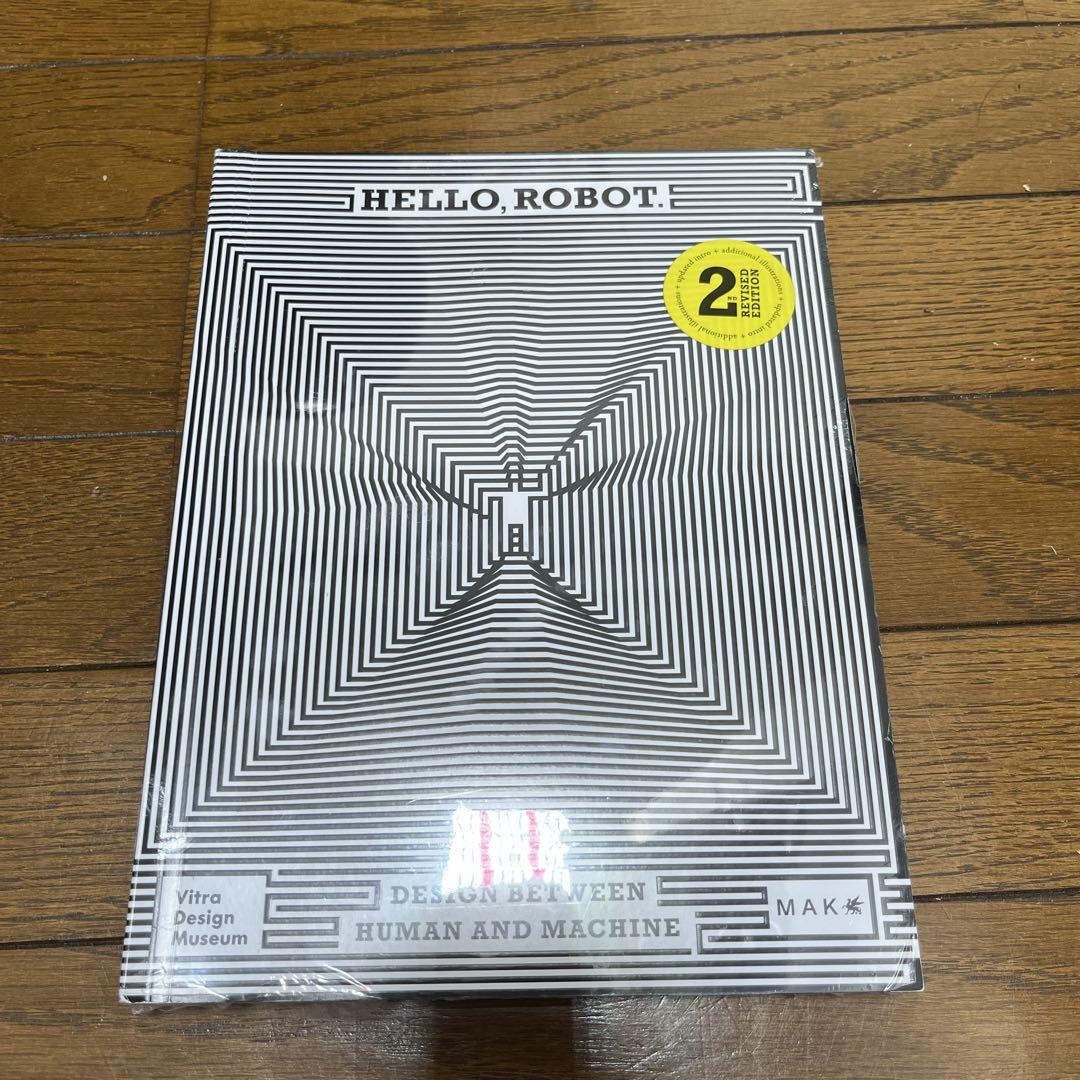 HELLO, ROBOT.
updated intro + additional illustrations + updated intro + additional illustrations +
2ND
REVISED
EDITION
Vitra
Design
Museum
DESIGN BETWEEN
HUMAN AND MACHINE
MAK